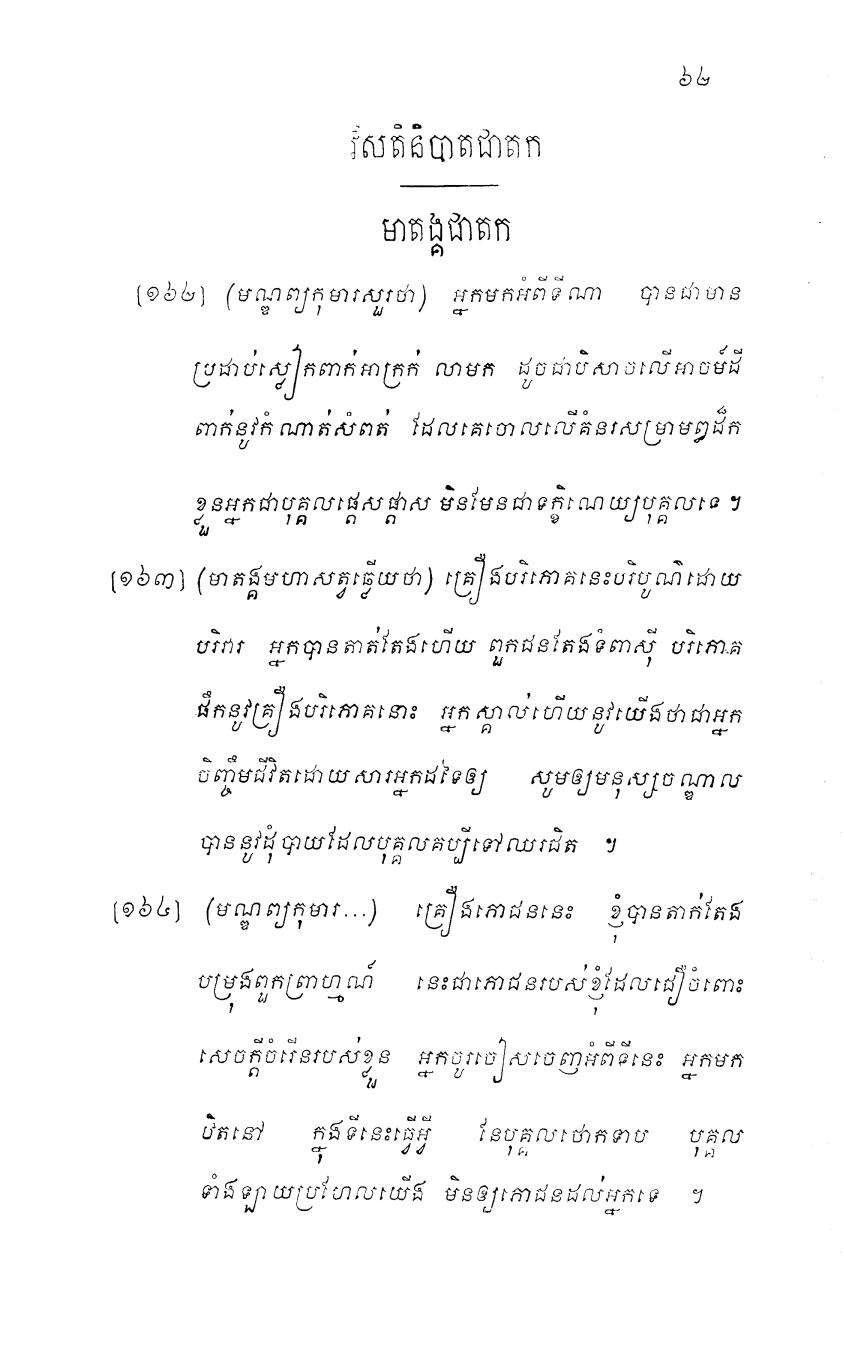 ៦២
វីសតិនិបាតជាតក
មាតង្គជាតក
[១៦២] (មណ្ឌព្យកុមារសួរថា) អ្នកមកអំពីទីណា បានជាមាន
ប្រដាប់ស្លៀកពាក់អាក្រក់ លាមក ដូចជាបិសាចលើអាចម៍ដី
ពាក់នូវកំណាត់សំពត់ ដែលគេចោលលើគំនរសម្រាមឰដ៏ក
ខ្លួនអ្នកជាបុគ្គលផ្តេសផ្តាស មិនមែនជាទក្ខិណេយ្យបុគ្គលទេ ។
[១៦៣] (មាតង្គមហាសត្វឆ្លើយថា) គ្រឿងបរិភោគនេះបរិបូណ៌ដោយ
បរិវារ អ្នកបានតាត់តែងហើយ ពួកជនតែងទំពាស៊ី បរិភោគ
ផឹកនូវគ្រឿងបរិភោគនោះ អ្នកស្គាល់ហើយនូវយើងថាជាអ្នក
ចិញ្ចឹមជីវិតដោយសារអ្នកដទៃឲ្យ សូមឲ្យមនុស្សចណ្ឌាល
បាននូវដុំបាយដែលបុគ្គលគប្បីទៅឈរជិត ។
[១៦៤] (មណ្ឌព្យកុមារ...) គ្រឿងភោជននេះ ខ្ញុំបានតាក់តែង
បម្រុងពួកព្រាហ្មណ៍ នេះជាភោជនរបស់ខ្ញុំដែលជឿចំពោះ
សេចក្តីចំរើនរបស់ខ្លួន អ្នកចូរចៀសចេញអំពីទីនេះ អ្នកមក
ឋិតនៅ ក្នុងទីនេះធ្វើអ្វី នែបុគ្គលថោកទាប បុគ្គល
ទាំងឡាយប្រហែលយើង មិនឲ្យភោជនដល់អ្នកទេ ។